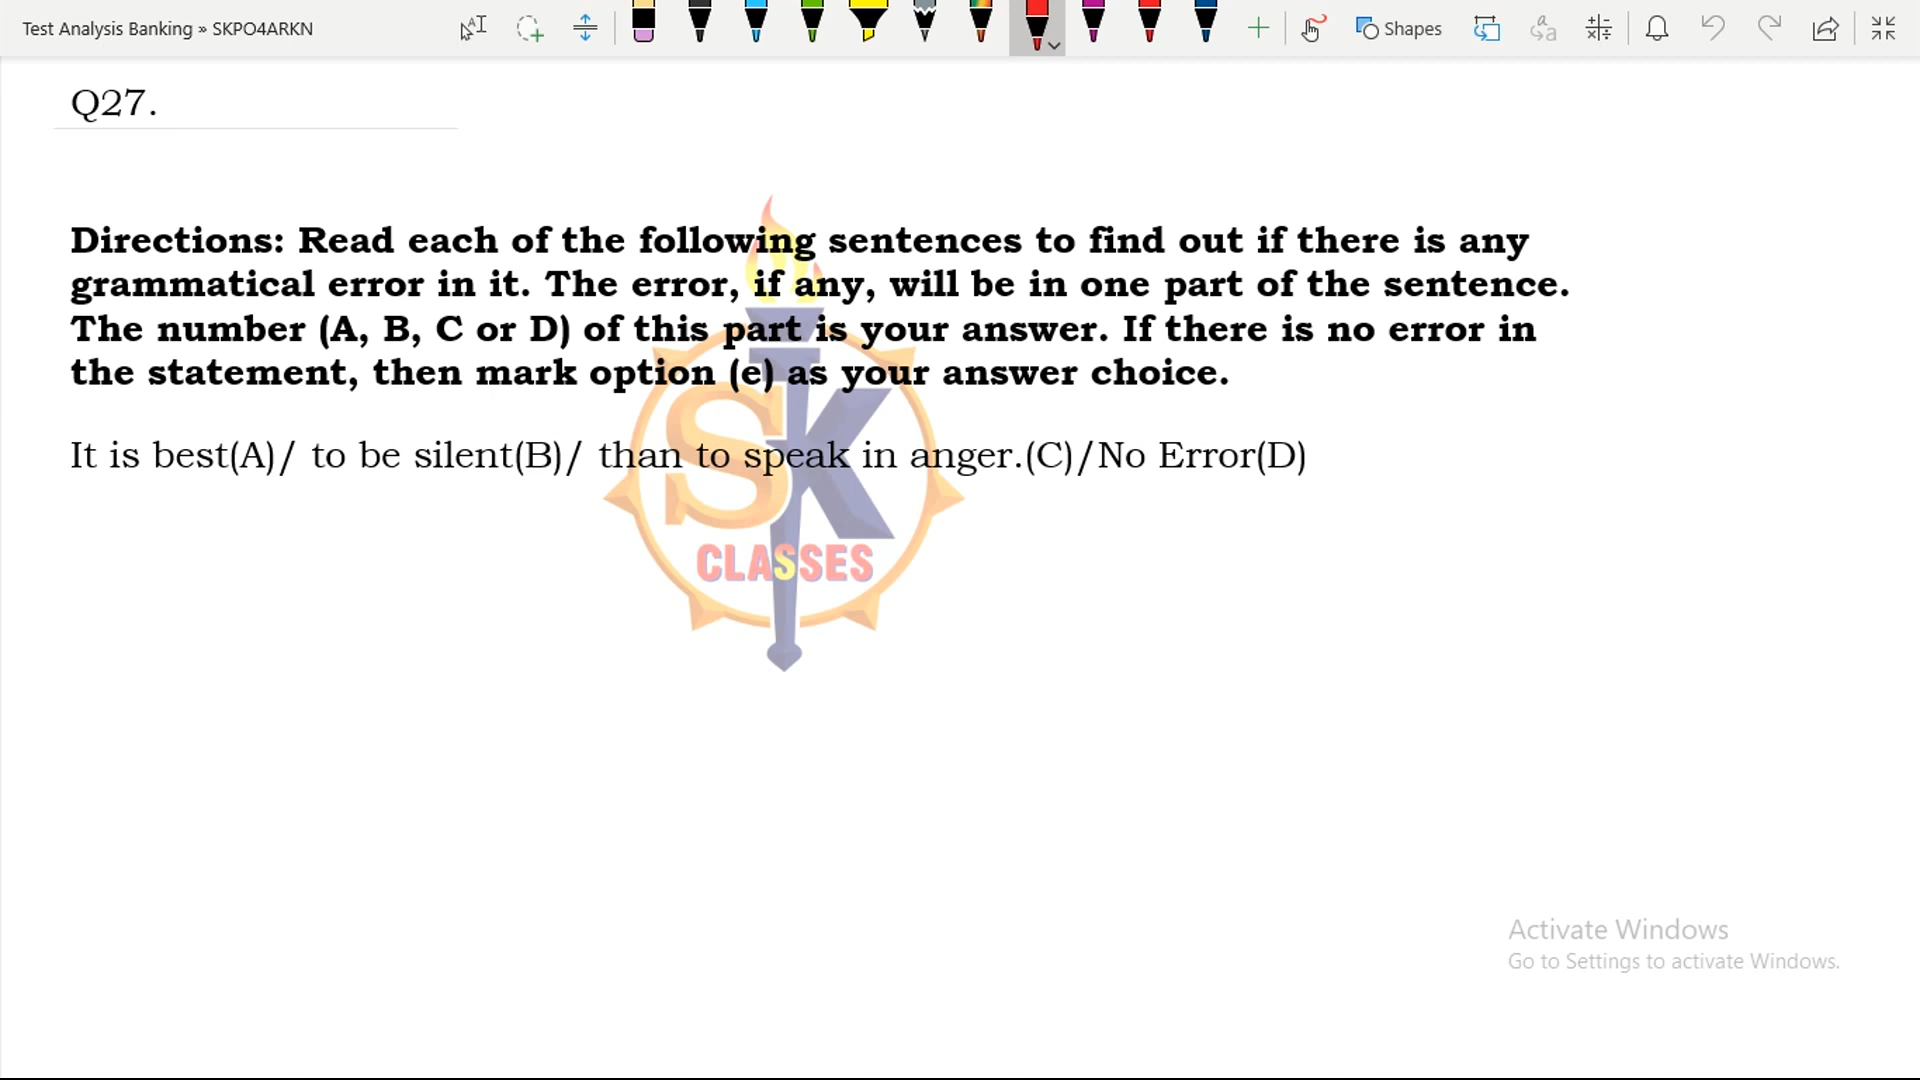 Test Analysis Banking » SKPO4ARKN
Shapes
Q27.
Directions: Read each of the following sentences to find out if there is any
grammatical error in it. The error, if any, will be in one part of the sentence.
The number (A, B, C or D) of this part is your answer. If there is no error in
the statement, then mark option (e) as your answer choice.
It is best(A)/ to be silent(B)/ than to speak in anger.(C)/No Error(D)
SK
CLASSES
Activate Windows
Go to Settings to activate Windows.